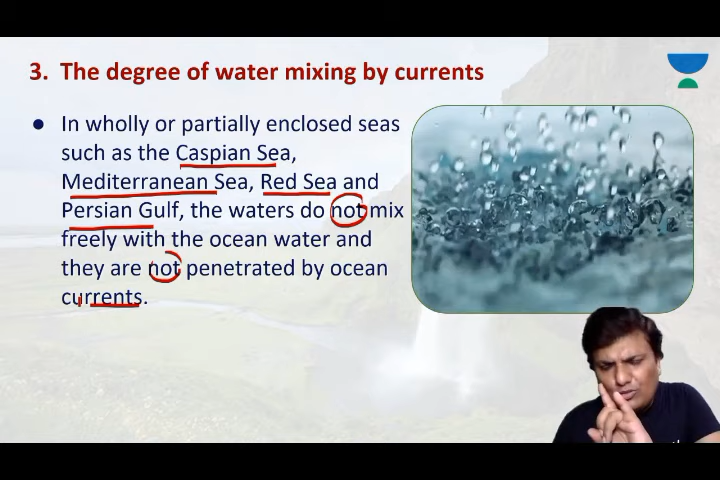 3. The degree of water mixing by currents
● In wholly or partially enclosed seas
such as the Caspian Sea,
Mediterranean Sea, Red Sea and
Persian Gulf, the waters do not mix
freely with the ocean water and
they are not penetrated by ocean
currents.